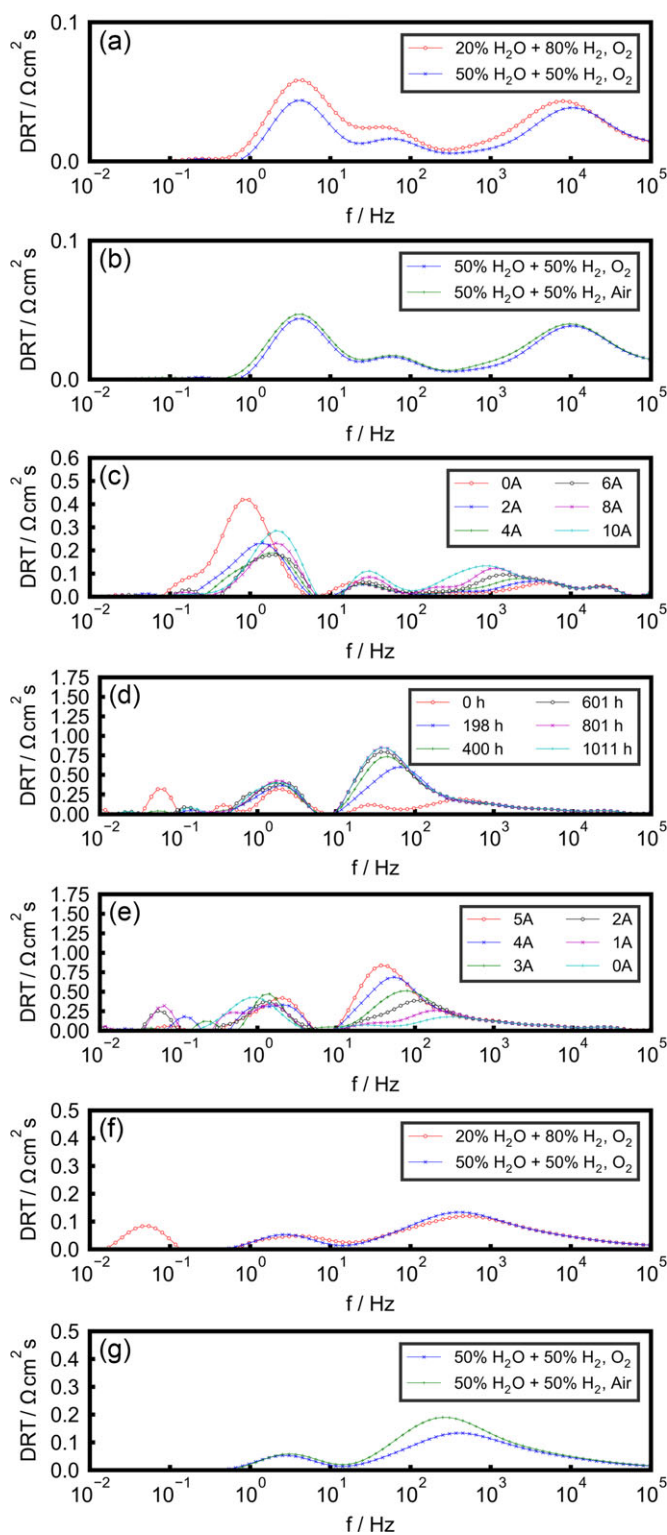 (a)
20% H₂O + 80% H₂, O₂
50% H₂O + 50% H₂, O₂
DRT / Ω cm² s
0.1
0.0
10⁻² 10⁻¹ 10⁰ 10¹ 10² 10³ 10⁴ 10⁵
f / Hz
(b)
50% H₂O + 50% H₂, O₂
50% H₂O + 50% H₂, Air
DRT / Ω cm² s
0.1
0.0
10⁻² 10⁻¹ 10⁰ 10¹ 10² 10³ 10⁴ 10⁵
f / Hz
(c)
0A 6A
2A 8A
4A 10A
DRT / Ω cm² s
0.6
0.5
0.4
0.3
0.2
0.1
0.0
10⁻² 10⁻¹ 10⁰ 10¹ 10² 10³ 10⁴ 10⁵
f / Hz
(d)
0 h 601 h
198 h 801 h
400 h 1011 h
DRT / Ω cm² s
1.75
1.50
1.25
1.00
0.75
0.50
0.25
0.00
10⁻² 10⁻¹ 10⁰ 10¹ 10² 10³ 10⁴ 10⁵
f / Hz
(e)
5A 2A
4A 1A
3A 0A
DRT / Ω cm² s
1.75
1.50
1.25
1.00
0.75
0.50
0.25
0.00
10⁻² 10⁻¹ 10⁰ 10¹ 10² 10³ 10⁴ 10⁵
f / Hz
(f)
20% H₂O + 80% H₂, O₂
50% H₂O + 50% H₂, O₂
DRT / Ω cm² s
0.5
0.4
0.3
0.2
0.1
0.0
10⁻² 10⁻¹ 10⁰ 10¹ 10² 10³ 10⁴ 10⁵
f / Hz
(g)
50% H₂O + 50% H₂, O₂
50% H₂O + 50% H₂, Air
DRT / Ω cm² s
0.5
0.4
0.3
0.2
0.1
0.0
10⁻² 10⁻¹ 10⁰ 10¹ 10² 10³ 10⁴ 10⁵
f / Hz